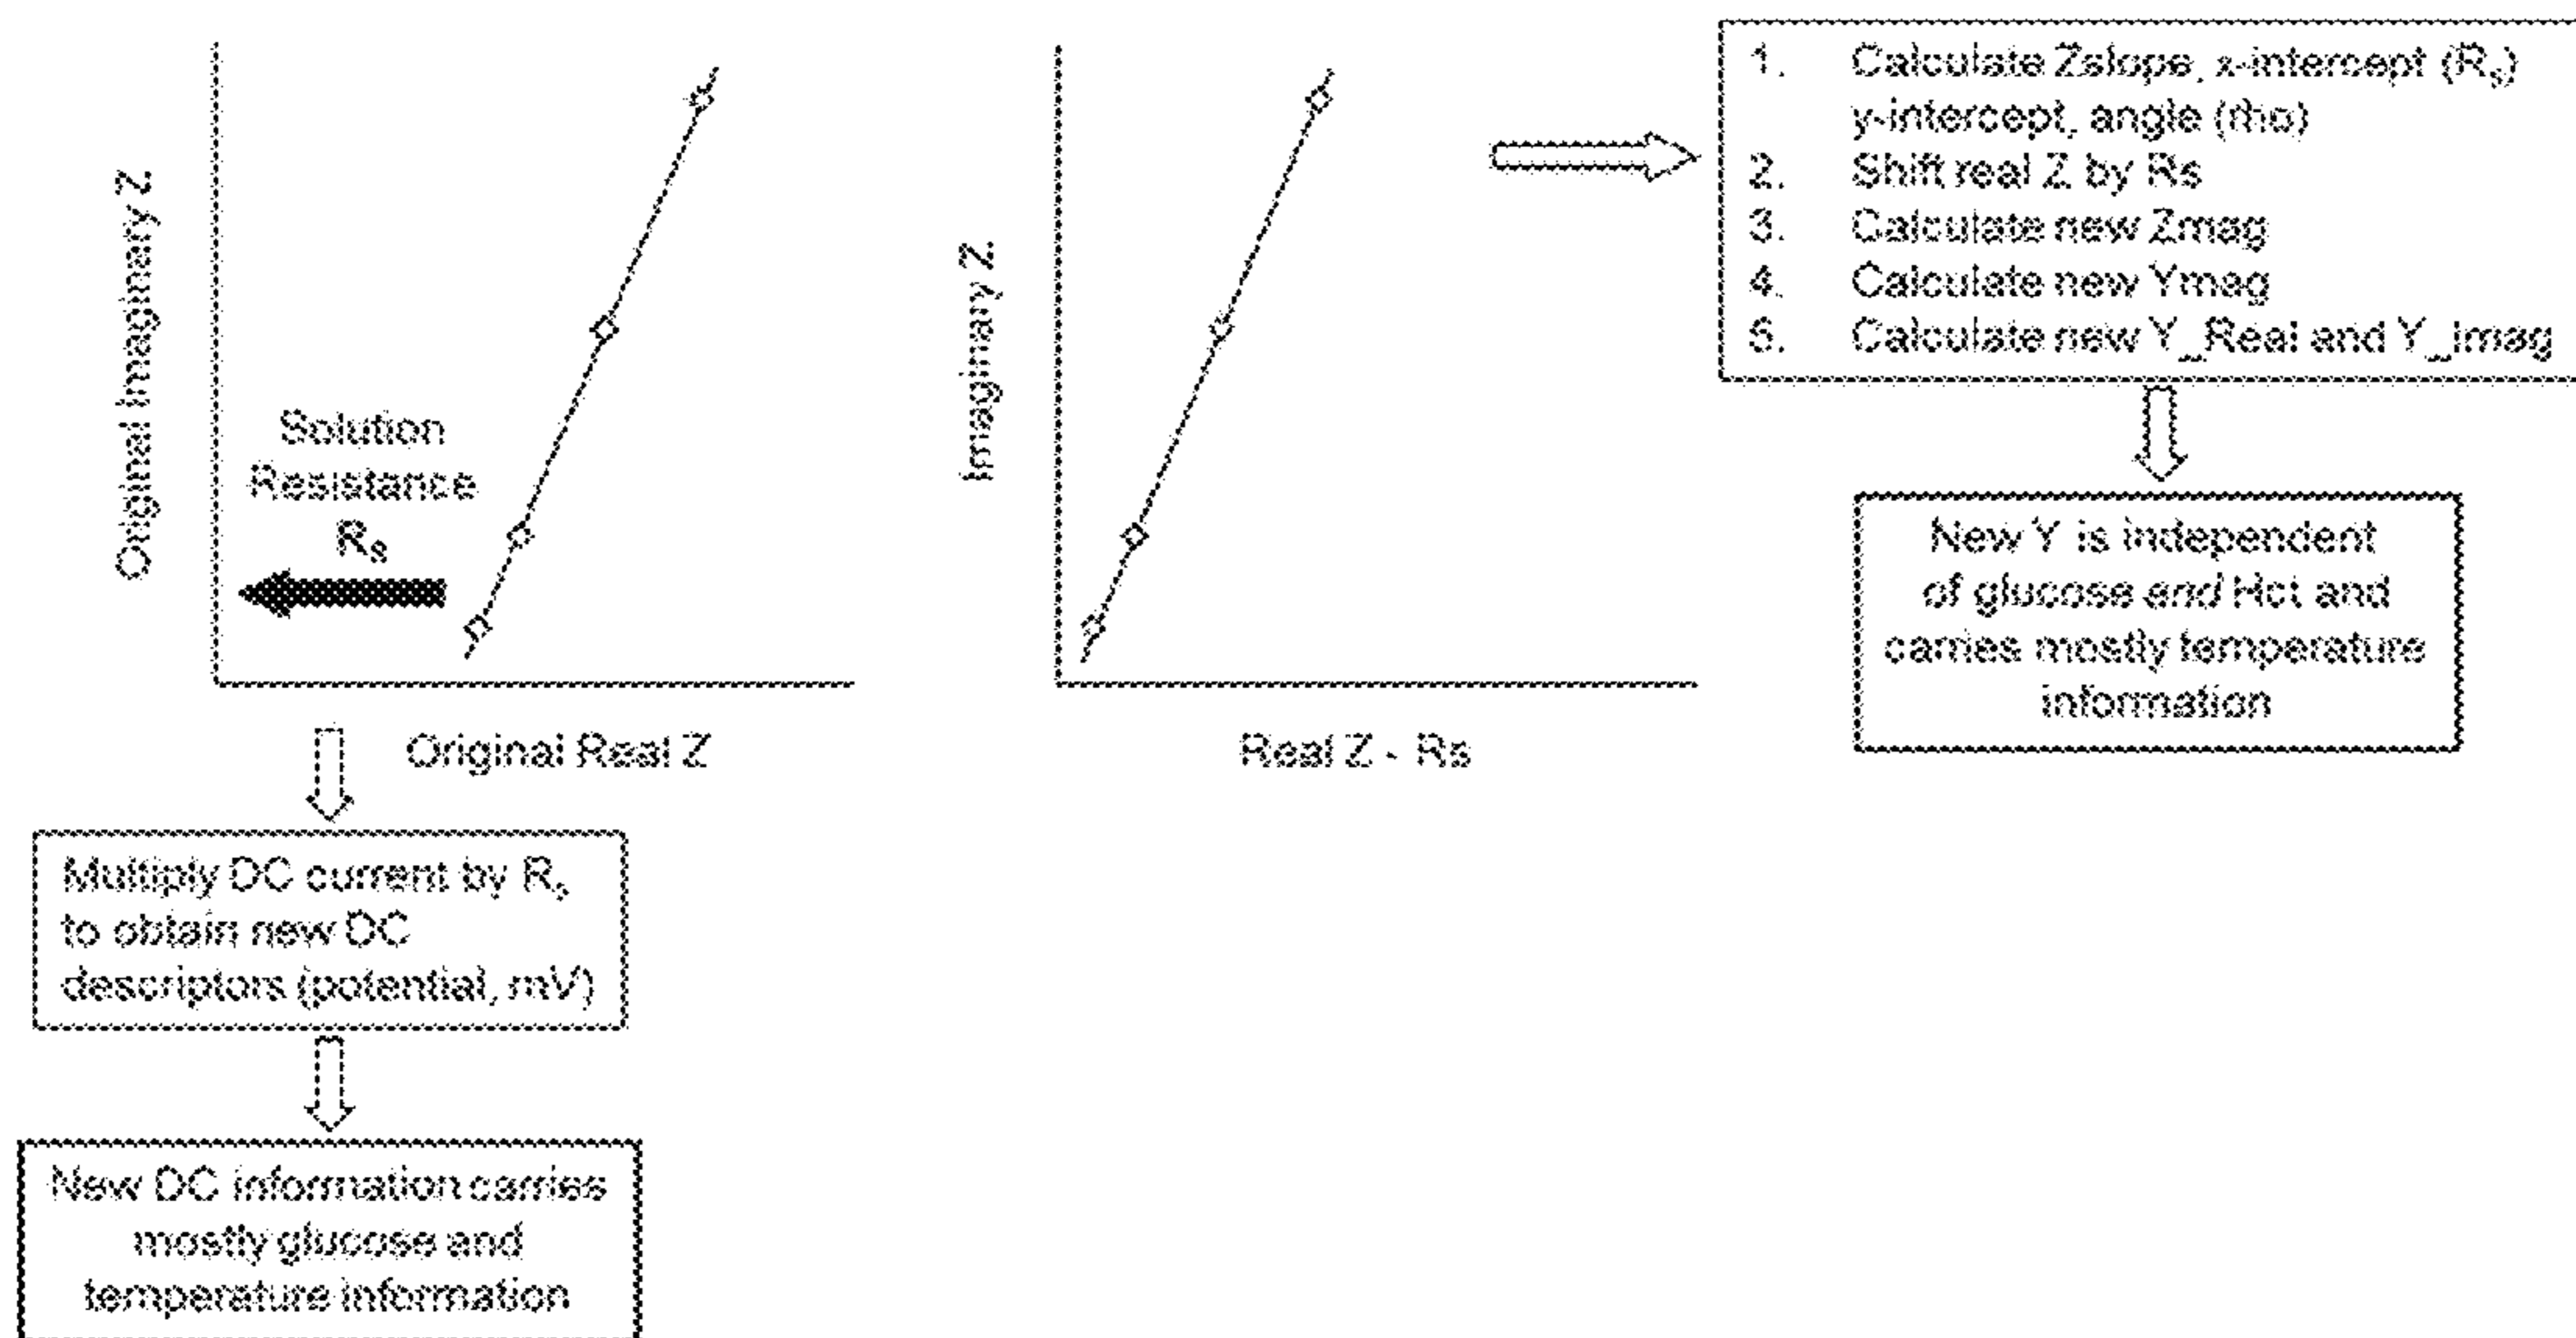 Original Imaginary Z
Solution
Resistance
Rs
Original Real Z
Multiply DC current by Rs
to obtain new DC
descriptors (potential, mV)
New DC information carries
mostly glucose and
temperature information
Imaginary Z
Real Z - Rs
1. Calculate Zslope, x-intercept (Rs)
y-intercept, angle (rho)
2. Shift real Z by Rs
3. Calculate new Zmag
4. Calculate new Ymag
5. Calculate new Y_Real and Y_imag
New Y is independent
of glucose and Hct and
carries mostly temperature
information